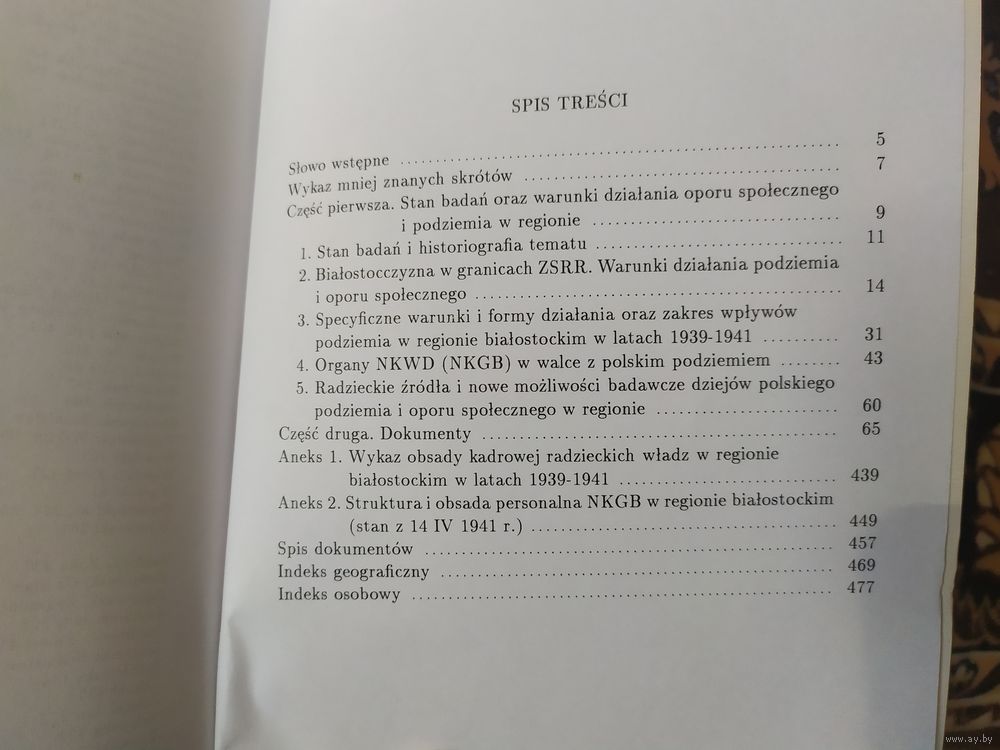 SPIS TREŚCI
Słowo wstępne ........................................ 5
Wykaz mniej znanych skrótów ........................................ 7
Część pierwsza. Stan badań oraz warunki działania oporu społecznego
i podziemia w regionie ........................................ 9
1. Stan badań i historiografia tematu ........................................ 11
2. Białostocczyzna w granicach ZSRR. Warunki działania podziemia
i oporu społecznego ........................................ 14
3. Specyficzne warunki i formy działania oraz zakres wpływów
podziemia w regionie białostockim w latach 1939-1941 .......... 31
4. Organy NKWD (NKGB) w walce z polskim podziemiem ........ 43
5. Radzieckie źródła i nowe możliwości badawcze dziejów polskiego
podziemia i oporu społecznego w regionie ........................ 60
Część druga. Dokumenty ........................................ 65
Aneks 1. Wykaz obsady kadrowej radzieckich władz w regionie
białostockim w latach 1939-1941 ............................ 439
Aneks 2. Struktura i obsada personalna NKGB w regionie białostockim
(stan z 14 IV 1941 r.) ........................................ 449
Spis dokumentów ........................................ 457
Indeks geograficzny ........................................ 469
Indeks osobowy ........................................ 477
www.ay.by